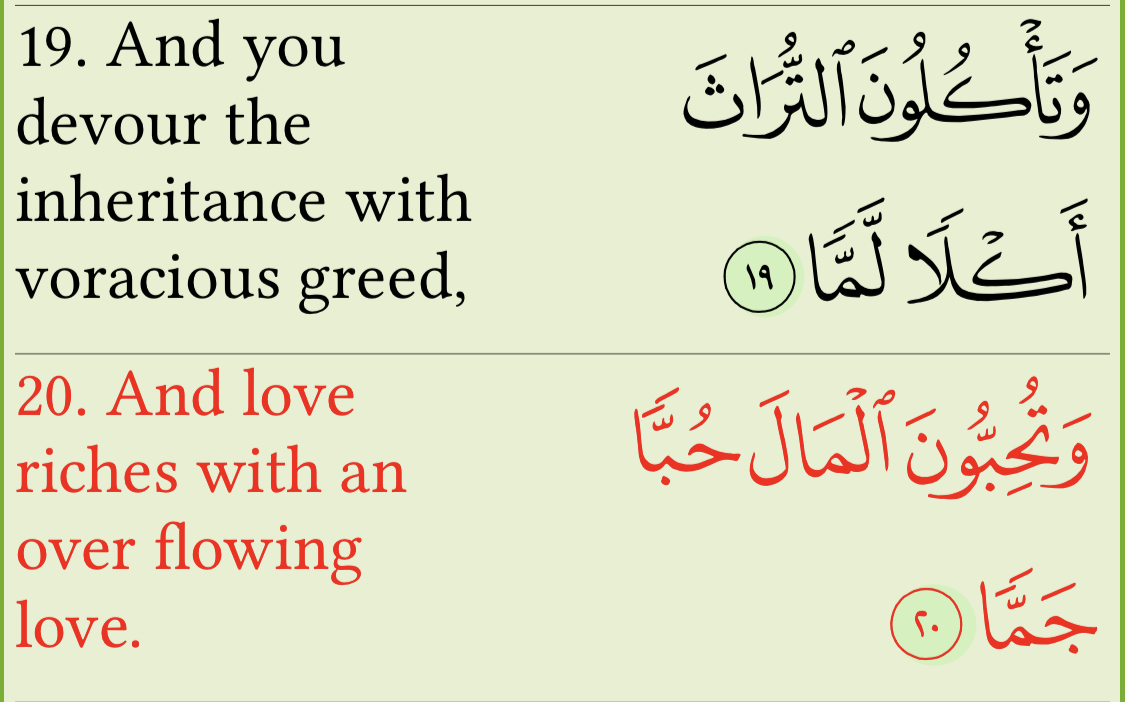 19. And you
devour the
inheritance with
voracious greed,
وَتَأْكُلُونَ ٱلتُّرَاثَ
أَكْلًا لَّمًّا ١٩
20. And love
riches with an
over flowing
love.
وَتُحِبُّونَ ٱلْمَالَ حُبًّا
جَمًّا ٢٠